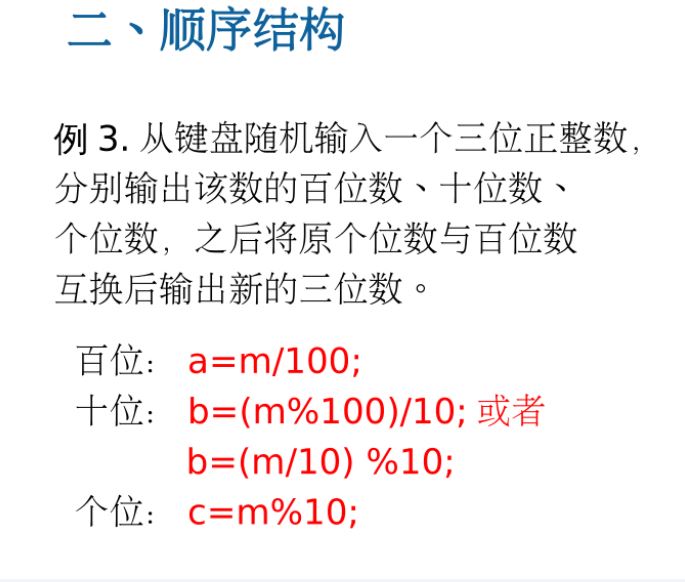 二、顺序结构
例 3. 从键盘随机输入一个三位正整数，
分别输出该数的百位数、十位数、
个位数，之后将原个位数与百位数
互换后输出新的三位数。
百位： a=m/100;
十位： b=(m%100)/10; 或者
b=(m/10) %10;
个位： c=m%10;